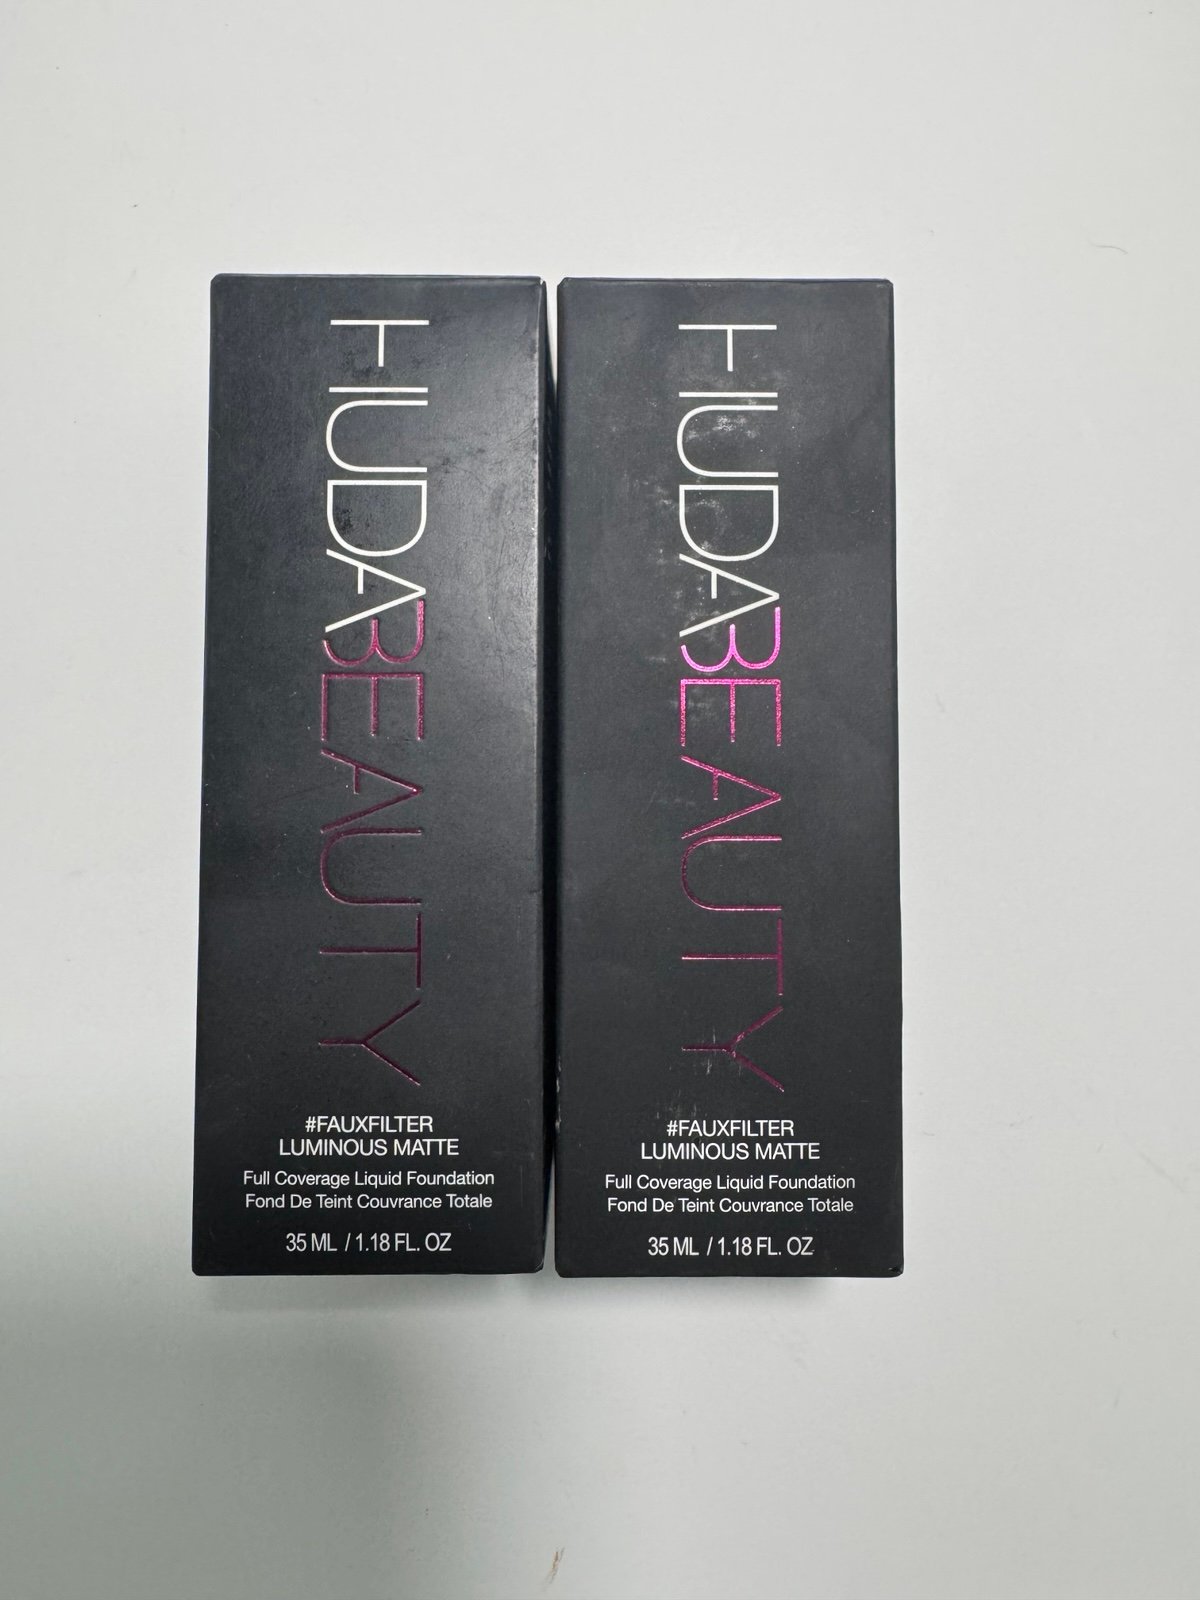 HUDABEAUTY
#FAUXFILTER
LUMINOUS MATTE
Full Coverage Liquid Foundation
Fond De Teint Couvrance Totale
35 ML / 1.18 FL. OZ
HUDABEAUTY
#FAUXFILTER
LUMINOUS MATTE
Full Coverage Liquid Foundation
Fond De Teint Couvrance Totale
35 ML / 1.18 FL. OZ